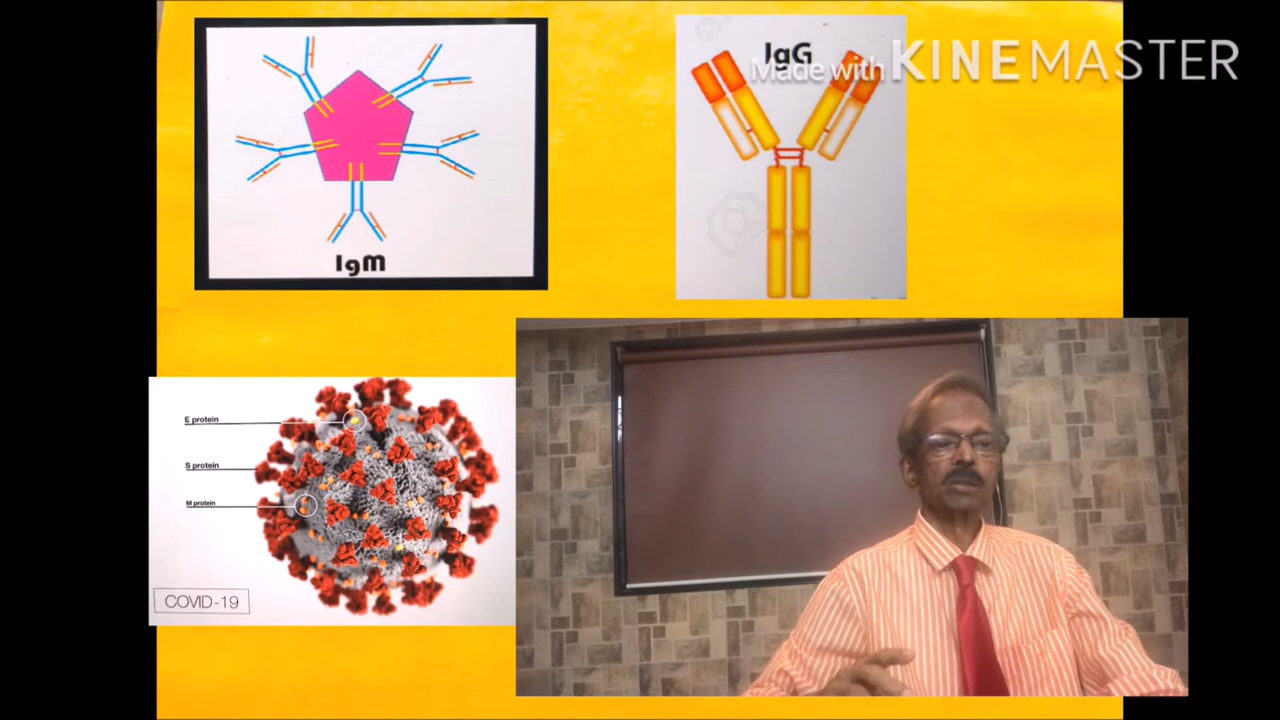 IgG
Made with KINEMASTER
IgM
E protein
S protein
M protein
COVID-19